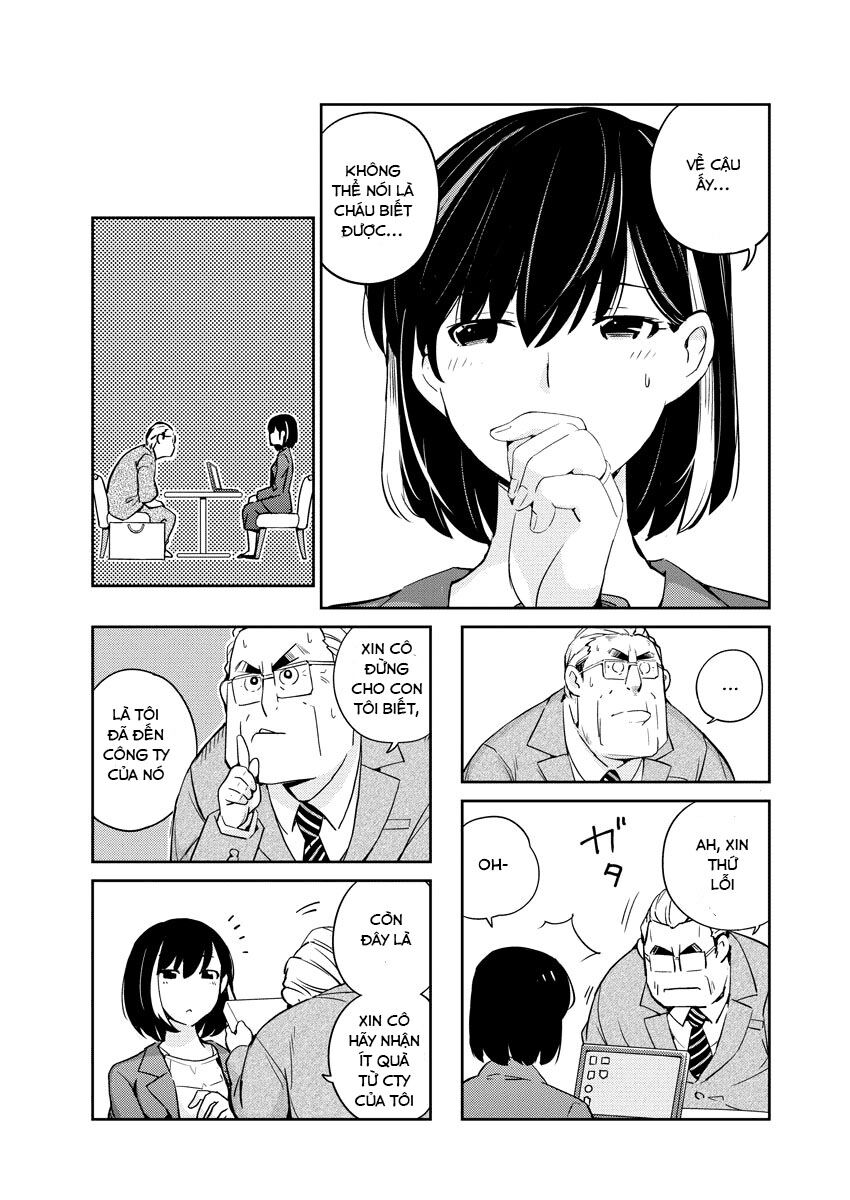 VỀ CẬU
ẤY...
KHÔNG
THỂ NÓI LÀ
CHÁU BIẾT
ĐƯỢC...
...
AH, XIN
THỨ
LỖI
ガタ
OH-
XIN CÔ
ĐỪNG
CHO CON
TÔI BIẾT,
LÀ TÔI
ĐÃ ĐẾN
CÔNG TY
CỦA NÓ
CÒN
ĐÂY LÀ
XIN CÔ
HÃY NHẬN
ÍT QUÀ
TỪ CTY
CỦA TÔI